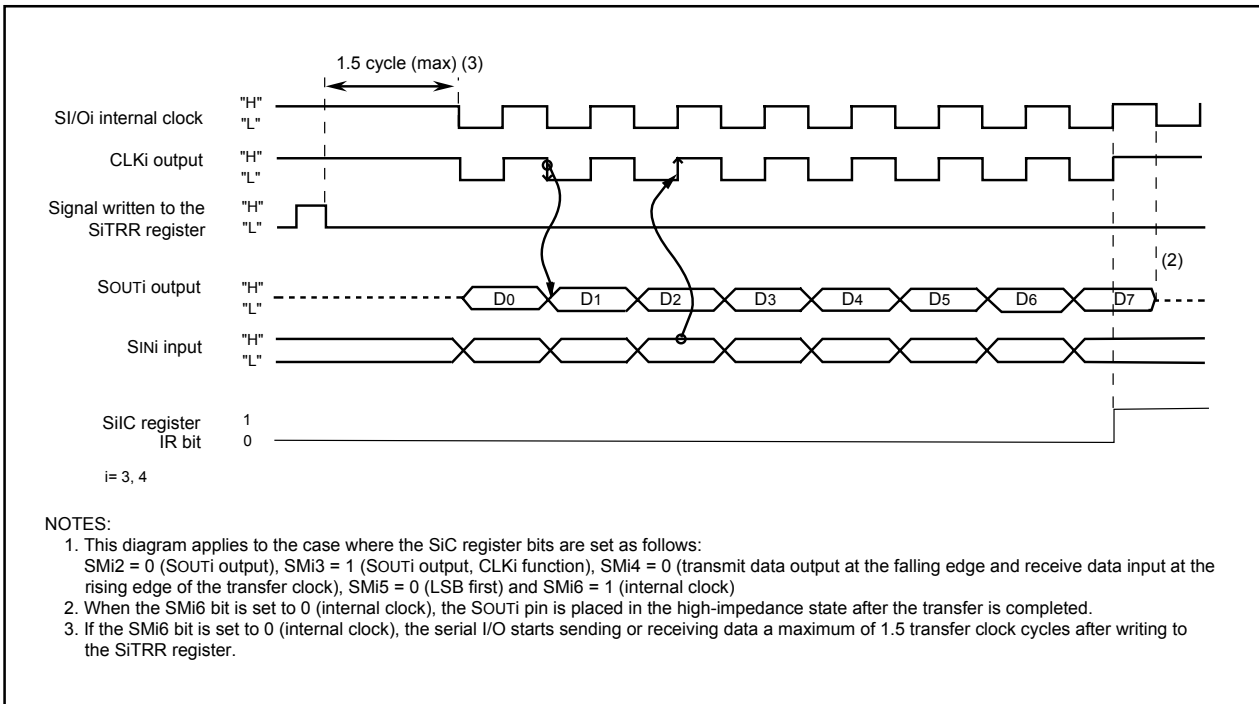 1.5 cycle (max) (3)
SI/Oi internal clock
"H"
"L"
CLKi output
"H"
"L"
Signal written to the
SiTRR register
"H"
"L"
(2)
SOUTi output
"H"
"L"
D0 D1 D2 D3 D4 D5 D6 D7
SINi input
"H"
"L"
SiIC register
IR bit
1
0
i= 3, 4
NOTES:
1. This diagram applies to the case where the SiC register bits are set as follows:
SMi2 = 0 (SOUTi output), SMi3 = 1 (SOUTi output, CLKi function), SMi4 = 0 (transmit data output at the falling edge and receive data input at the
rising edge of the transfer clock), SMi5 = 0 (LSB first) and SMi6 = 1 (internal clock)
2. When the SMi6 bit is set to 0 (internal clock), the SOUTi pin is placed in the high-impedance state after the transfer is completed.
3. If the SMi6 bit is set to 0 (internal clock), the serial I/O starts sending or receiving data a maximum of 1.5 transfer clock cycles after writing to
the SiTRR register.